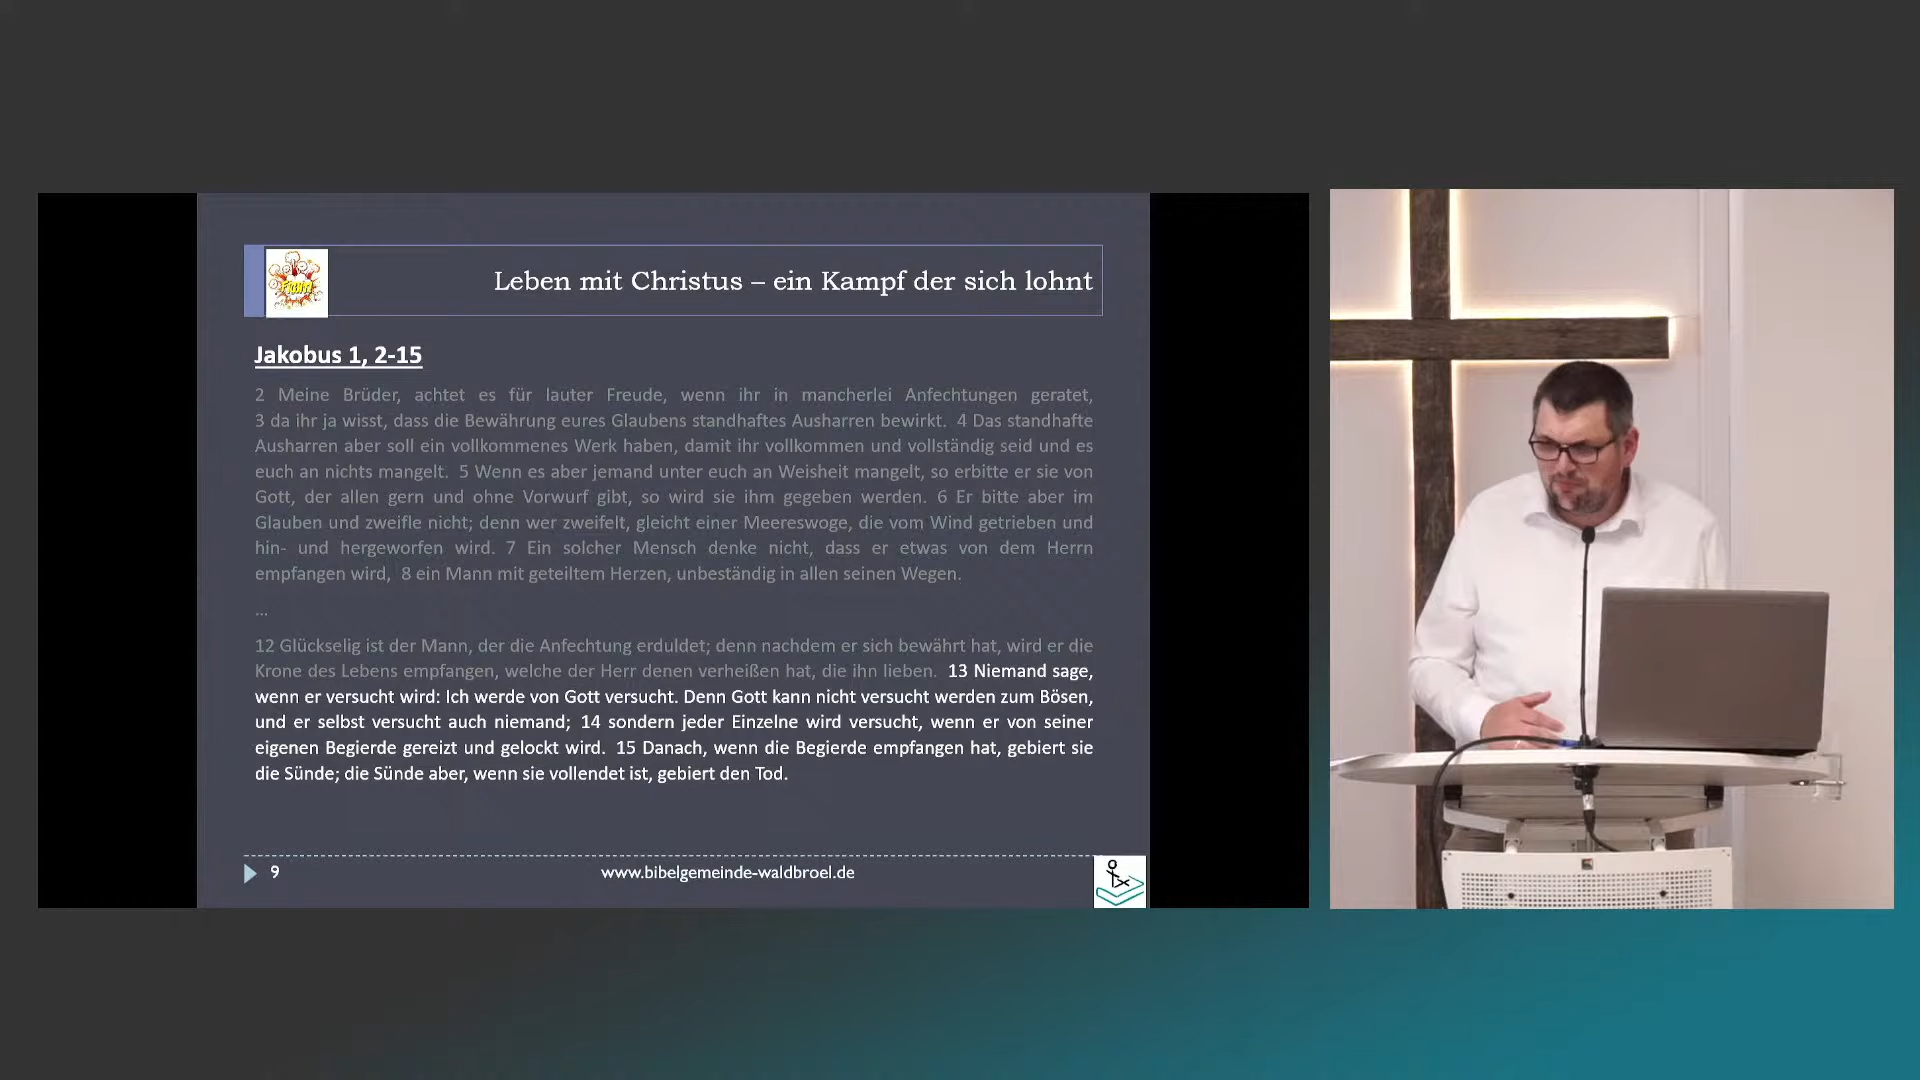 Leben mit Christus – ein Kampf der sich lohnt
Jakobus 1, 2-15
2 Meine Brüder, achtet es für lauter Freude, wenn ihr in mancherlei Anfechtungen geratet,
3 da ihr ja wisst, dass die Bewährung eures Glaubens standhaftes Ausharren bewirkt. 4 Das standhafte
Ausharren aber soll ein vollkommenes Werk haben, damit ihr vollkommen und vollständig seid und es
euch an nichts mangelt. 5 Wenn es aber jemand unter euch an Weisheit mangelt, so erbitte er sie von
Gott, der allen gern und ohne Vorwurf gibt, so wird sie ihm gegeben werden. 6 Er bitte aber im
Glauben und zweifle nicht; denn wer zweifelt, gleicht einer Meereswoge, die vom Wind getrieben und
hin- und hergeworfen wird. 7 Ein solcher Mensch denke nicht, dass er etwas von dem Herrn
empfangen wird, 8 ein Mann mit geteiltem Herzen, unbeständig in allen seinen Wegen.
...
12 Glückselig ist der Mann, der die Anfechtung erduldet; denn nachdem er sich bewährt hat, wird er die
Krone des Lebens empfangen, welche der Herr denen verheißen hat, die ihn lieben. 13 Niemand sage,
wenn er versucht wird: Ich werde von Gott versucht. Denn Gott kann nicht versucht werden zum Bösen,
und er selbst versucht auch niemand; 14 sondern jeder Einzelne wird versucht, wenn er von seiner
eigenen Begierde gereizt und gelockt wird. 15 Danach, wenn die Begierde empfangen hat, gebiert sie
die Sünde; die Sünde aber, wenn sie vollendet ist, gebiert den Tod.
9
www.bibelgemeinde-waldbroel.de